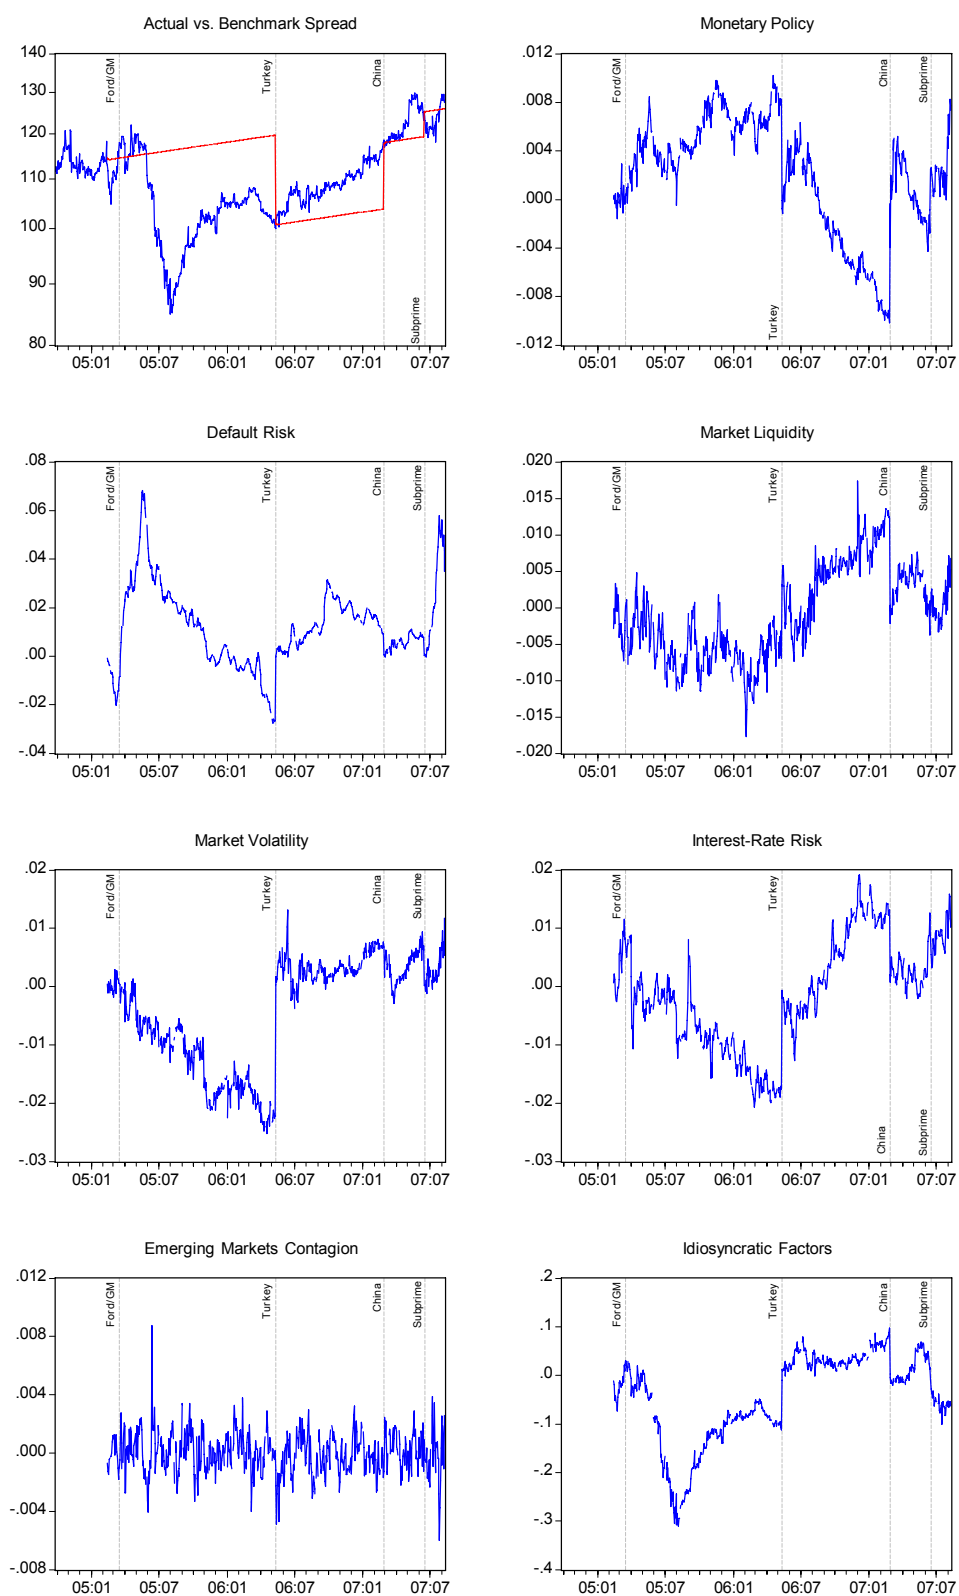 Actual vs. Benchmark Spread
140
130
120
110
100
90
80
Ford/GM
Turkey
China
Subprime
05:01 05:07 06:01 06:07 07:01 07:07
Monetary Policy
.012
.008
.004
.000
-.004
-.008
-.012
Ford/GM
Turkey
China
Subprime
05:01 05:07 06:01 06:07 07:01 07:07
Default Risk
.08
.06
.04
.02
.00
-.02
-.04
Ford/GM
Turkey
China
Subprime
05:01 05:07 06:01 06:07 07:01 07:07
Market Liquidity
.020
.015
.010
.005
.000
-.005
-.010
-.015
-.020
Ford/GM
Turkey
China
Subprime
05:01 05:07 06:01 06:07 07:01 07:07
Market Volatility
.02
.01
.00
-.01
-.02
-.03
Ford/GM
Turkey
China
Subprime
05:01 05:07 06:01 06:07 07:01 07:07
Interest-Rate Risk
.02
.01
.00
-.01
-.02
-.03
Ford/GM
Turkey
China
Subprime
05:01 05:07 06:01 06:07 07:01 07:07
Emerging Markets Contagion
.012
.008
.004
.000
-.004
-.008
Ford/GM
Turkey
China
Subprime
05:01 05:07 06:01 06:07 07:01 07:07
Idiosyncratic Factors
.2
.1
.0
-.1
-.2
-.3
-.4
Ford/GM
Turkey
China
Subprime
05:01 05:07 06:01 06:07 07:01 07:07